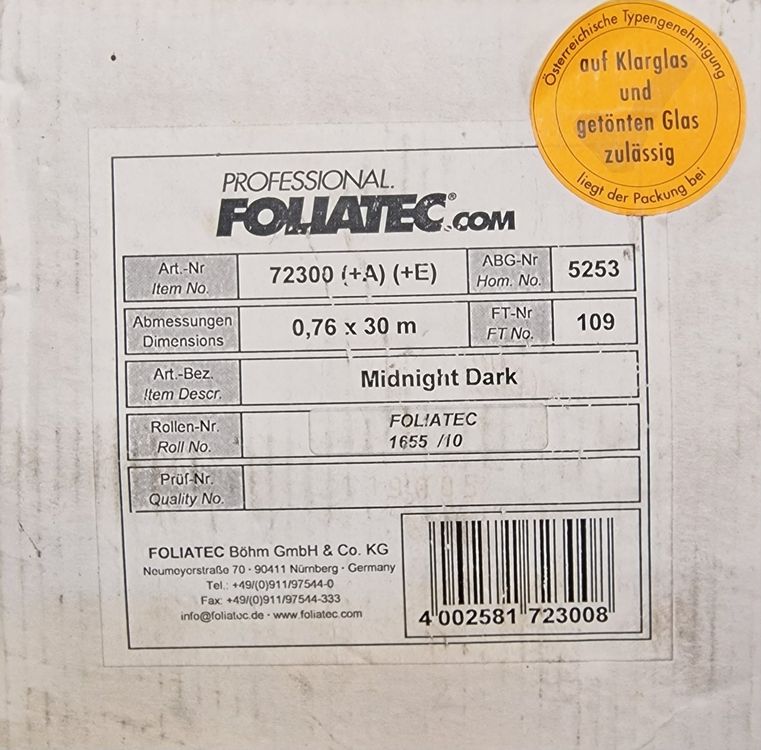 Österreichische Typengenehmigung
auf Klarglas
und
getönten Glas
zulässig
liegt der Packung bei
PROFESSIONAL.
FOLIATEC®.COM
Art.-Nr
Item No.
72300 (+A) (+E)
ABG-Nr
Hom. No.
5253
Abmessungen
Dimensions
0,76 x 30 m
FT-Nr
FT No.
109
Art.-Bez.
Item Descr.
Midnight Dark
Rollen-Nr.
Roll No.
FOLIATEC
1655 /10
Prüf-Nr.
Quality No.
FOLIATEC Böhm GmbH & Co. KG
Neumeyerstraße 70 · 90411 Nürnberg · Germany
Tel.: +49/(0)911/97544-0
Fax: +49/(0)911/97544-333
info@foliatec.de · www.foliatec.com
4 002581 723008